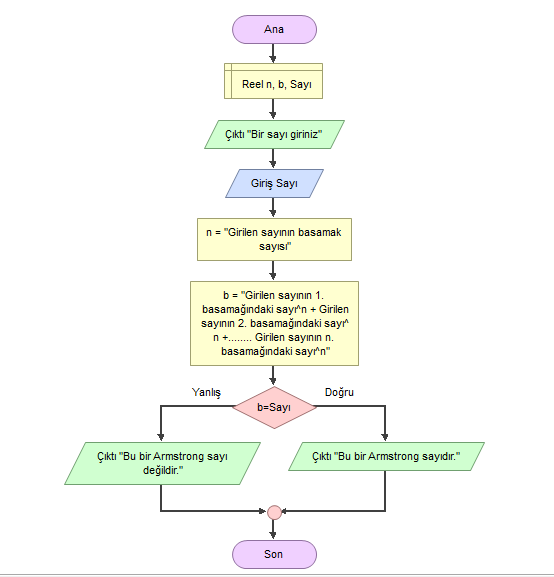 Ana
Reel n, b, Sayı
Çıktı "Bir sayı giriniz"
Giriş Sayı
n = "Girilen sayının basamak
sayısı"
b = "Girilen sayının 1.
basamağındaki sayı^n + Girilen
sayının 2. basamağındaki sayı^
n +........ Girilen sayının n.
basamağındaki sayı^n"
Yanlış
Doğru
b=Sayı
Çıktı "Bu bir Armstrong sayı
değildir."
Çıktı "Bu bir Armstrong sayıdır."
Son